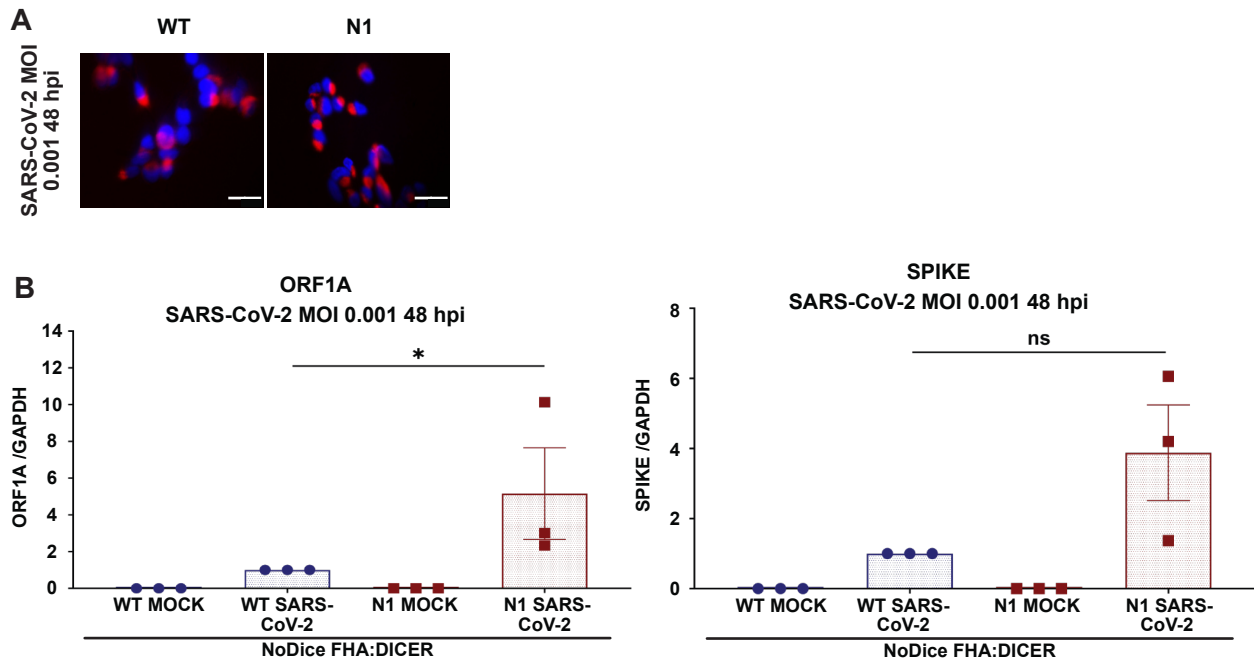 A
WT
N1
SARS-CoV-2 MOI
0.001 48 hpi
B
ORF1A
SARS-CoV-2 MOI 0.001 48 hpi
14
12
10
8
6
4
2
0
ORF1A /GAPDH
*
WT MOCK
WT SARS-
CoV-2
N1 MOCK
N1 SARS-
CoV-2
NoDice FHA:DICER
SPIKE
SARS-CoV-2 MOI 0.001 48 hpi
8
6
4
2
0
SPIKE /GAPDH
ns
WT MOCK
WT SARS-
CoV-2
N1 MOCK
N1 SARS-
CoV-2
NoDice FHA:DICER